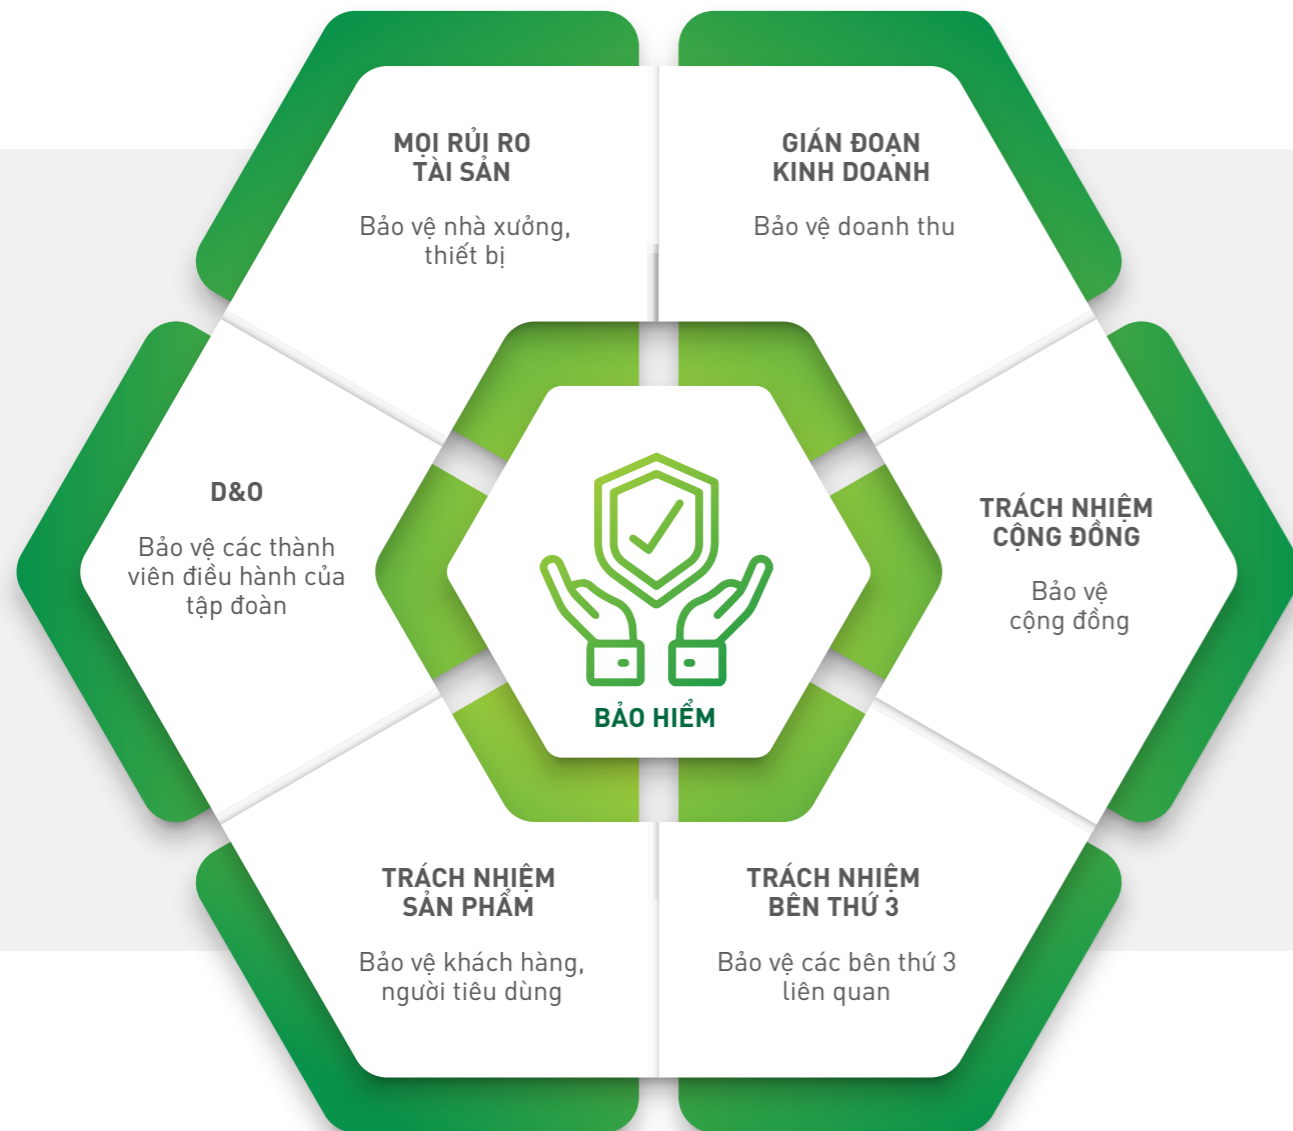 MỌI RỦI RO
TÀI SẢN
Bảo vệ nhà xưởng,
thiết bị
GIÁN ĐOẠN
KINH DOANH
Bảo vệ doanh thu
D&O
Bảo vệ các thành
viên điều hành của
tập đoàn
TRÁCH NHIỆM
CỘNG ĐỒNG
Bảo vệ
cộng đồng
BẢO HIỂM
TRÁCH NHIỆM
SẢN PHẨM
Bảo vệ khách hàng,
người tiêu dùng
TRÁCH NHIỆM
BÊN THỨ 3
Bảo vệ các bên thứ 3
liên quan